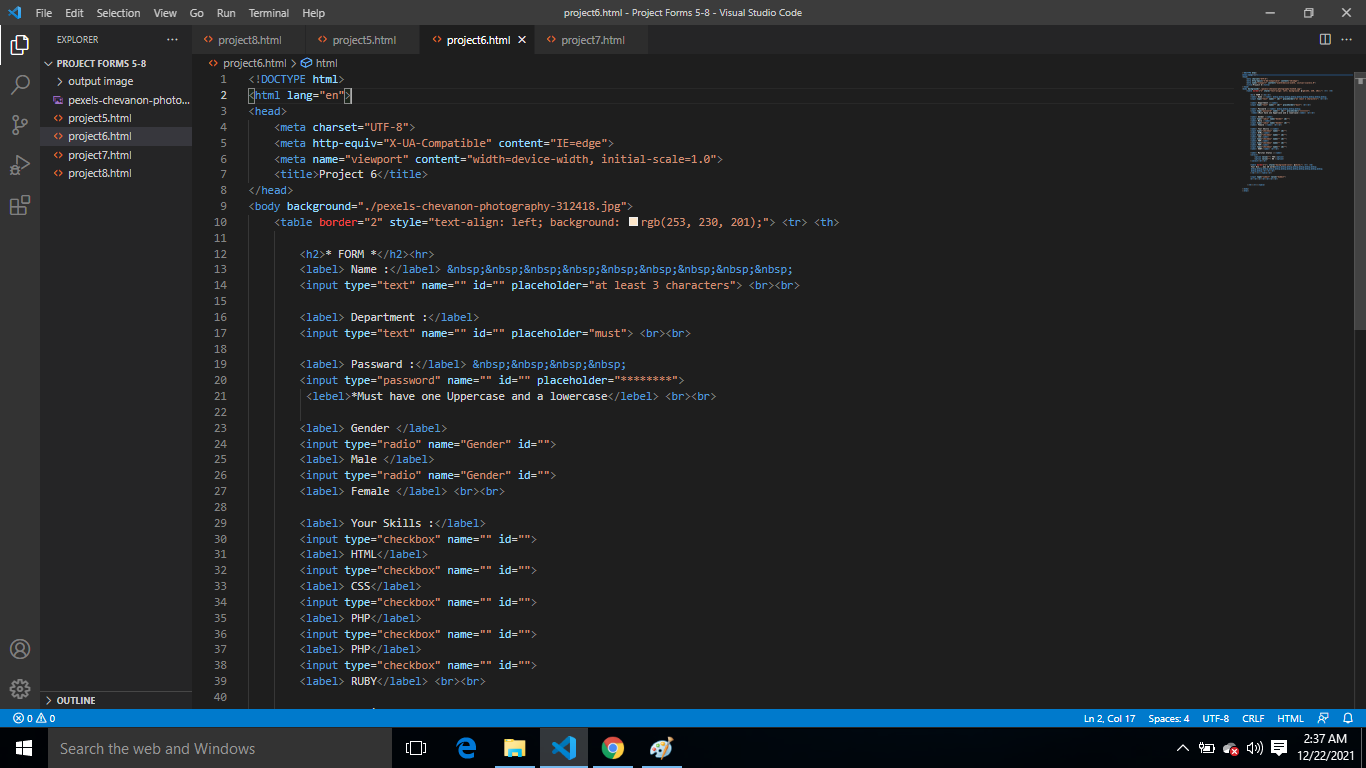 File Edit Selection View Go Run Terminal Help project6.html - Project Forms 5-8 - Visual Studio Code
EXPLORER ··· project8.html project5.html project6.html project7.html ···
PROJECT FORMS 5-8
output image
pexels-chevanon-photo...
project5.html
project6.html
project7.html
project8.html
OUTLINE
project6.html > html
1 <!DOCTYPE html>
2 <html lang="en">
3 <head>
4 <meta charset="UTF-8">
5 <meta http-equiv="X-UA-Compatible" content="IE=edge">
6 <meta name="viewport" content="width=device-width, initial-scale=1.0">
7 <title>Project 6</title>
8 </head>
9 <body background="./pexels-chevanon-photography-312418.jpg">
10 <table border="2" style="text-align: left; background: rgb(253, 230, 201);"> <tr> <th>
11
12 <h2>* FORM *</h2><hr>
13 <label> Name :</label> &nbsp;&nbsp;&nbsp;&nbsp;&nbsp;&nbsp;&nbsp;&nbsp;&nbsp;
14 <input type="text" name="" id="" placeholder="at least 3 characters"> <br><br>
15
16 <label> Department :</label>
17 <input type="text" name="" id="" placeholder="must"> <br><br>
18
19 <label> Passward :</label> &nbsp;&nbsp;&nbsp;&nbsp;
20 <input type="password" name="" id="" placeholder="********">
21 <lebel>*Must have one Uppercase and a lowercase</lebel> <br><br>
22
23 <label> Gender </label>
24 <input type="radio" name="Gender" id="">
25 <label> Male </label>
26 <input type="radio" name="Gender" id="">
27 <label> Female </label> <br><br>
28
29 <label> Your Skills :</label>
30 <input type="checkbox" name="" id="">
31 <label> HTML</label>
32 <input type="checkbox" name="" id="">
33 <label> CSS</label>
34 <input type="checkbox" name="" id="">
35 <label> PHP</label>
36 <input type="checkbox" name="" id="">
37 <label> PHP</label>
38 <input type="checkbox" name="" id="">
39 <label> RUBY</label> <br><br>
40
0 0 Ln 2, Col 17 Spaces: 4 UTF-8 CRLF HTML
Search the web and Windows
2:37 AM
12/22/2021